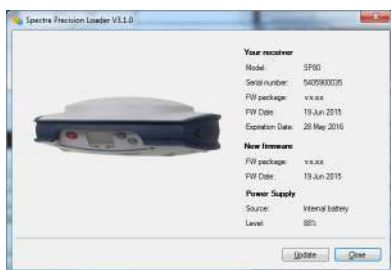 Spectra Precision Loader V3.1.0
Your receiver
Model: SP80
Serial number: 5405900035
FW package: vx.xx
FW Date: 19 Jun 2015
Expiration Date: 28 May 2016
New firmware
FW package: vx.xx
FW Date: 19 Jun 2015
Power Supply
Source: Internal battery
Level: 88%
Update Close